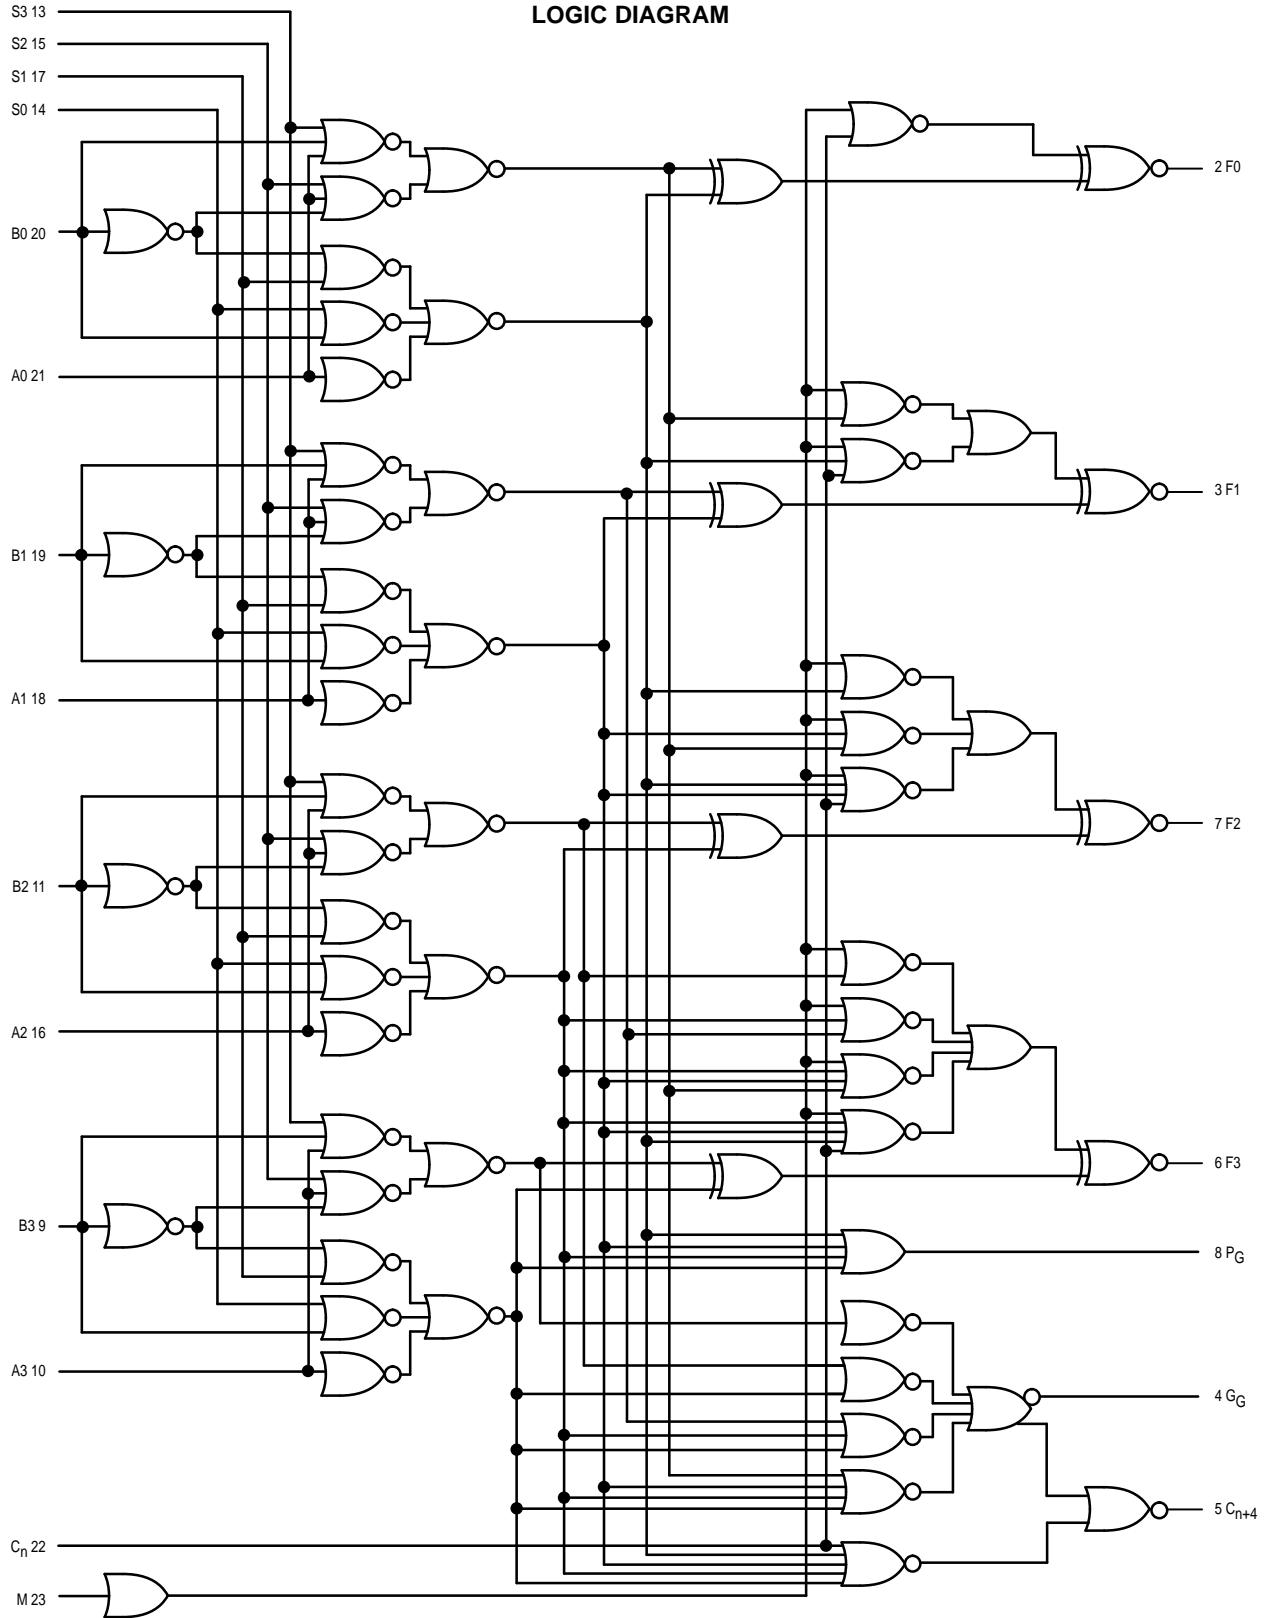 LOGIC DIAGRAM
S3 13
S2 15
S1 17
S0 14
2 F0
B0 20
A0 21
3 F1
B1 19
A1 18
7 F2
B2 11
A2 16
6 F3
B3 9
8 PG
A3 10
4 GG
5 Cn+4
Cn 22
M 23